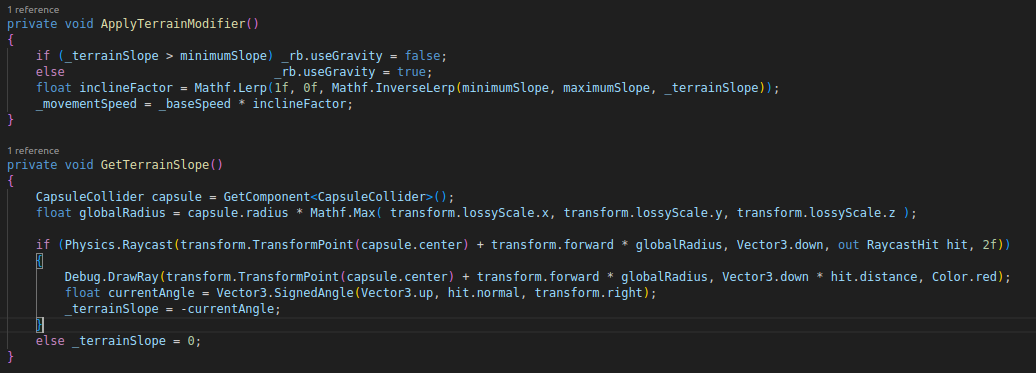 1 reference
private void ApplyTerrainModifier()
{
    if (_terrainSlope > minimumSlope) _rb.useGravity = false;
    else                             _rb.useGravity = true;
    float inclineFactor = Mathf.Lerp(1f, 0f, Mathf.InverseLerp(minimumSlope, maximumSlope, _terrainSlope));
    _movementSpeed = _baseSpeed * inclineFactor;
}
1 reference
private void GetTerrainSlope()
{
    CapsuleCollider capsule = GetComponent<CapsuleCollider>();
    float globalRadius = capsule.radius * Mathf.Max( transform.lossyScale.x, transform.lossyScale.y, transform.lossyScale.z );
    if (Physics.Raycast(transform.TransformPoint(capsule.center) + transform.forward * globalRadius, Vector3.down, out RaycastHit hit, 2f))
    {
        Debug.DrawRay(transform.TransformPoint(capsule.center) + transform.forward * globalRadius, Vector3.down * hit.distance, Color.red);
        float currentAngle = Vector3.SignedAngle(Vector3.up, hit.normal, transform.right);
        _terrainSlope = -currentAngle;
    }
    else _terrainSlope = 0;
}